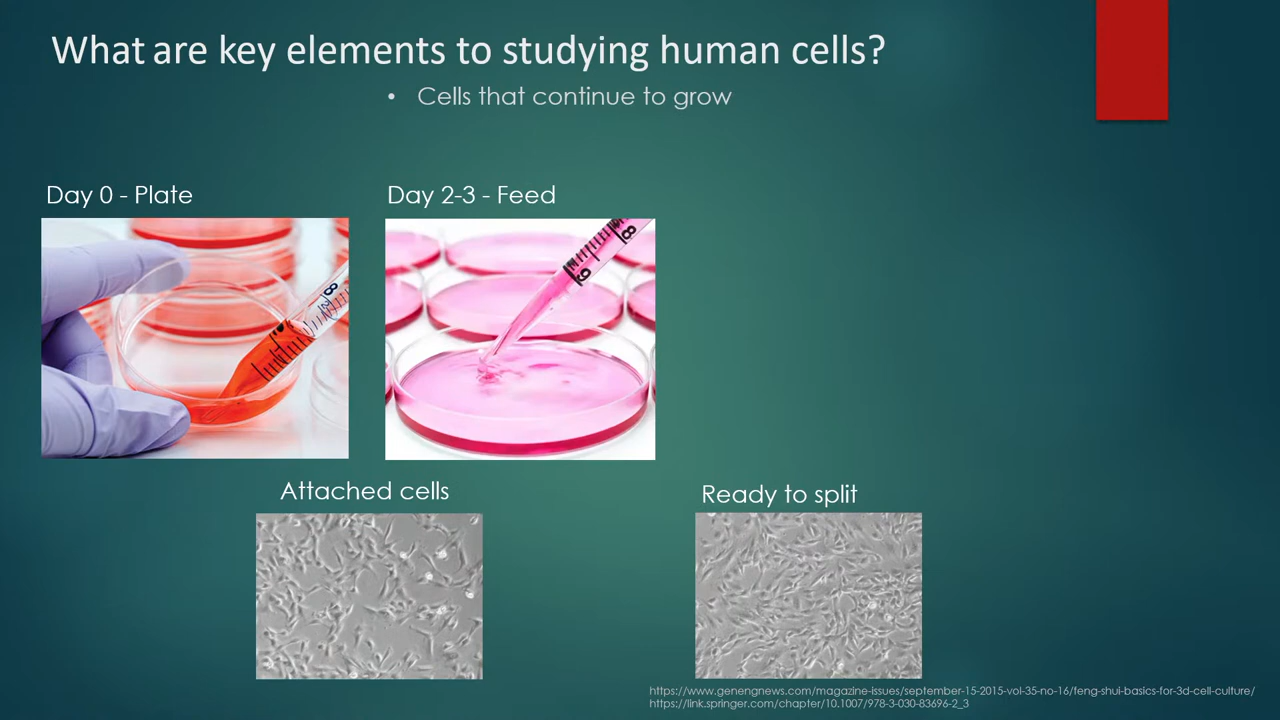 What are key elements to studying human cells?
• Cells that continue to grow
Day 0 - Plate
Day 2-3 - Feed
8
8
9
Attached cells
Ready to split
https://www.genengnews.com/magazine-issues/september-15-2015-vol-35-no-16/feng-shui-basics-for-3d-cell-culture/
https://link.springer.com/chapter/10.1007/978-3-030-83696-2_3